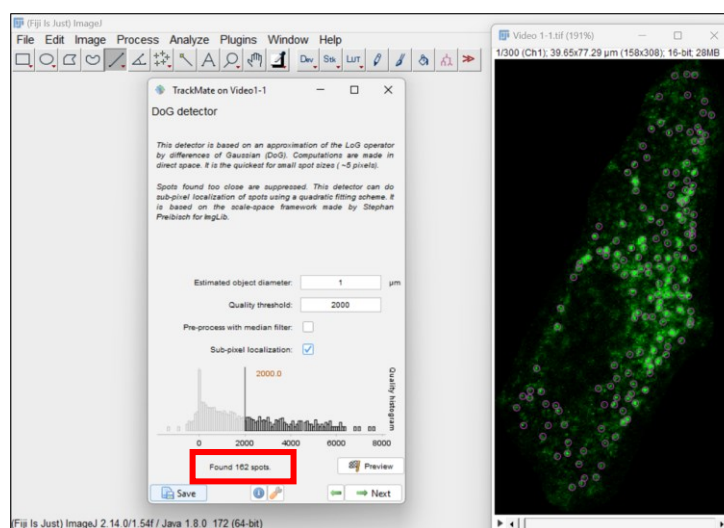 (Fiji Is Just) ImageJ
File Edit Image Process Analyze Plugins Window Help
Dev Stk LUT
TrackMate on Video1-1
DoG detector
This detector is based on an approximation of the LoG operator
by differences of Gaussian (DoG). Computations are made in
direct space. It is the quickest for small spot sizes (~5 pixels).
Spots found too close are suppressed. This detector can do
sub-pixel localization of spots using a quadratic fitting scheme. It
is based on the scale-space framework made by Stephan
Preibisch for ImgLib.
Estimated object diameter: 1 µm
Quality threshold: 2000
Pre-process with median filter:
Sub-pixel localization:
2000.0
Quality histogram
0 2000 4000 6000 8000
Found 162 spots.
Preview
Save
Next
(Fiji Is Just) ImageJ 2.14.0/1.54f / Java 1.8.0_172 (64-bit)
Video 1-1.tif (191%)
1/300 (Ch1); 39.65x77.29 µm (158x308); 16-bit; 28MB